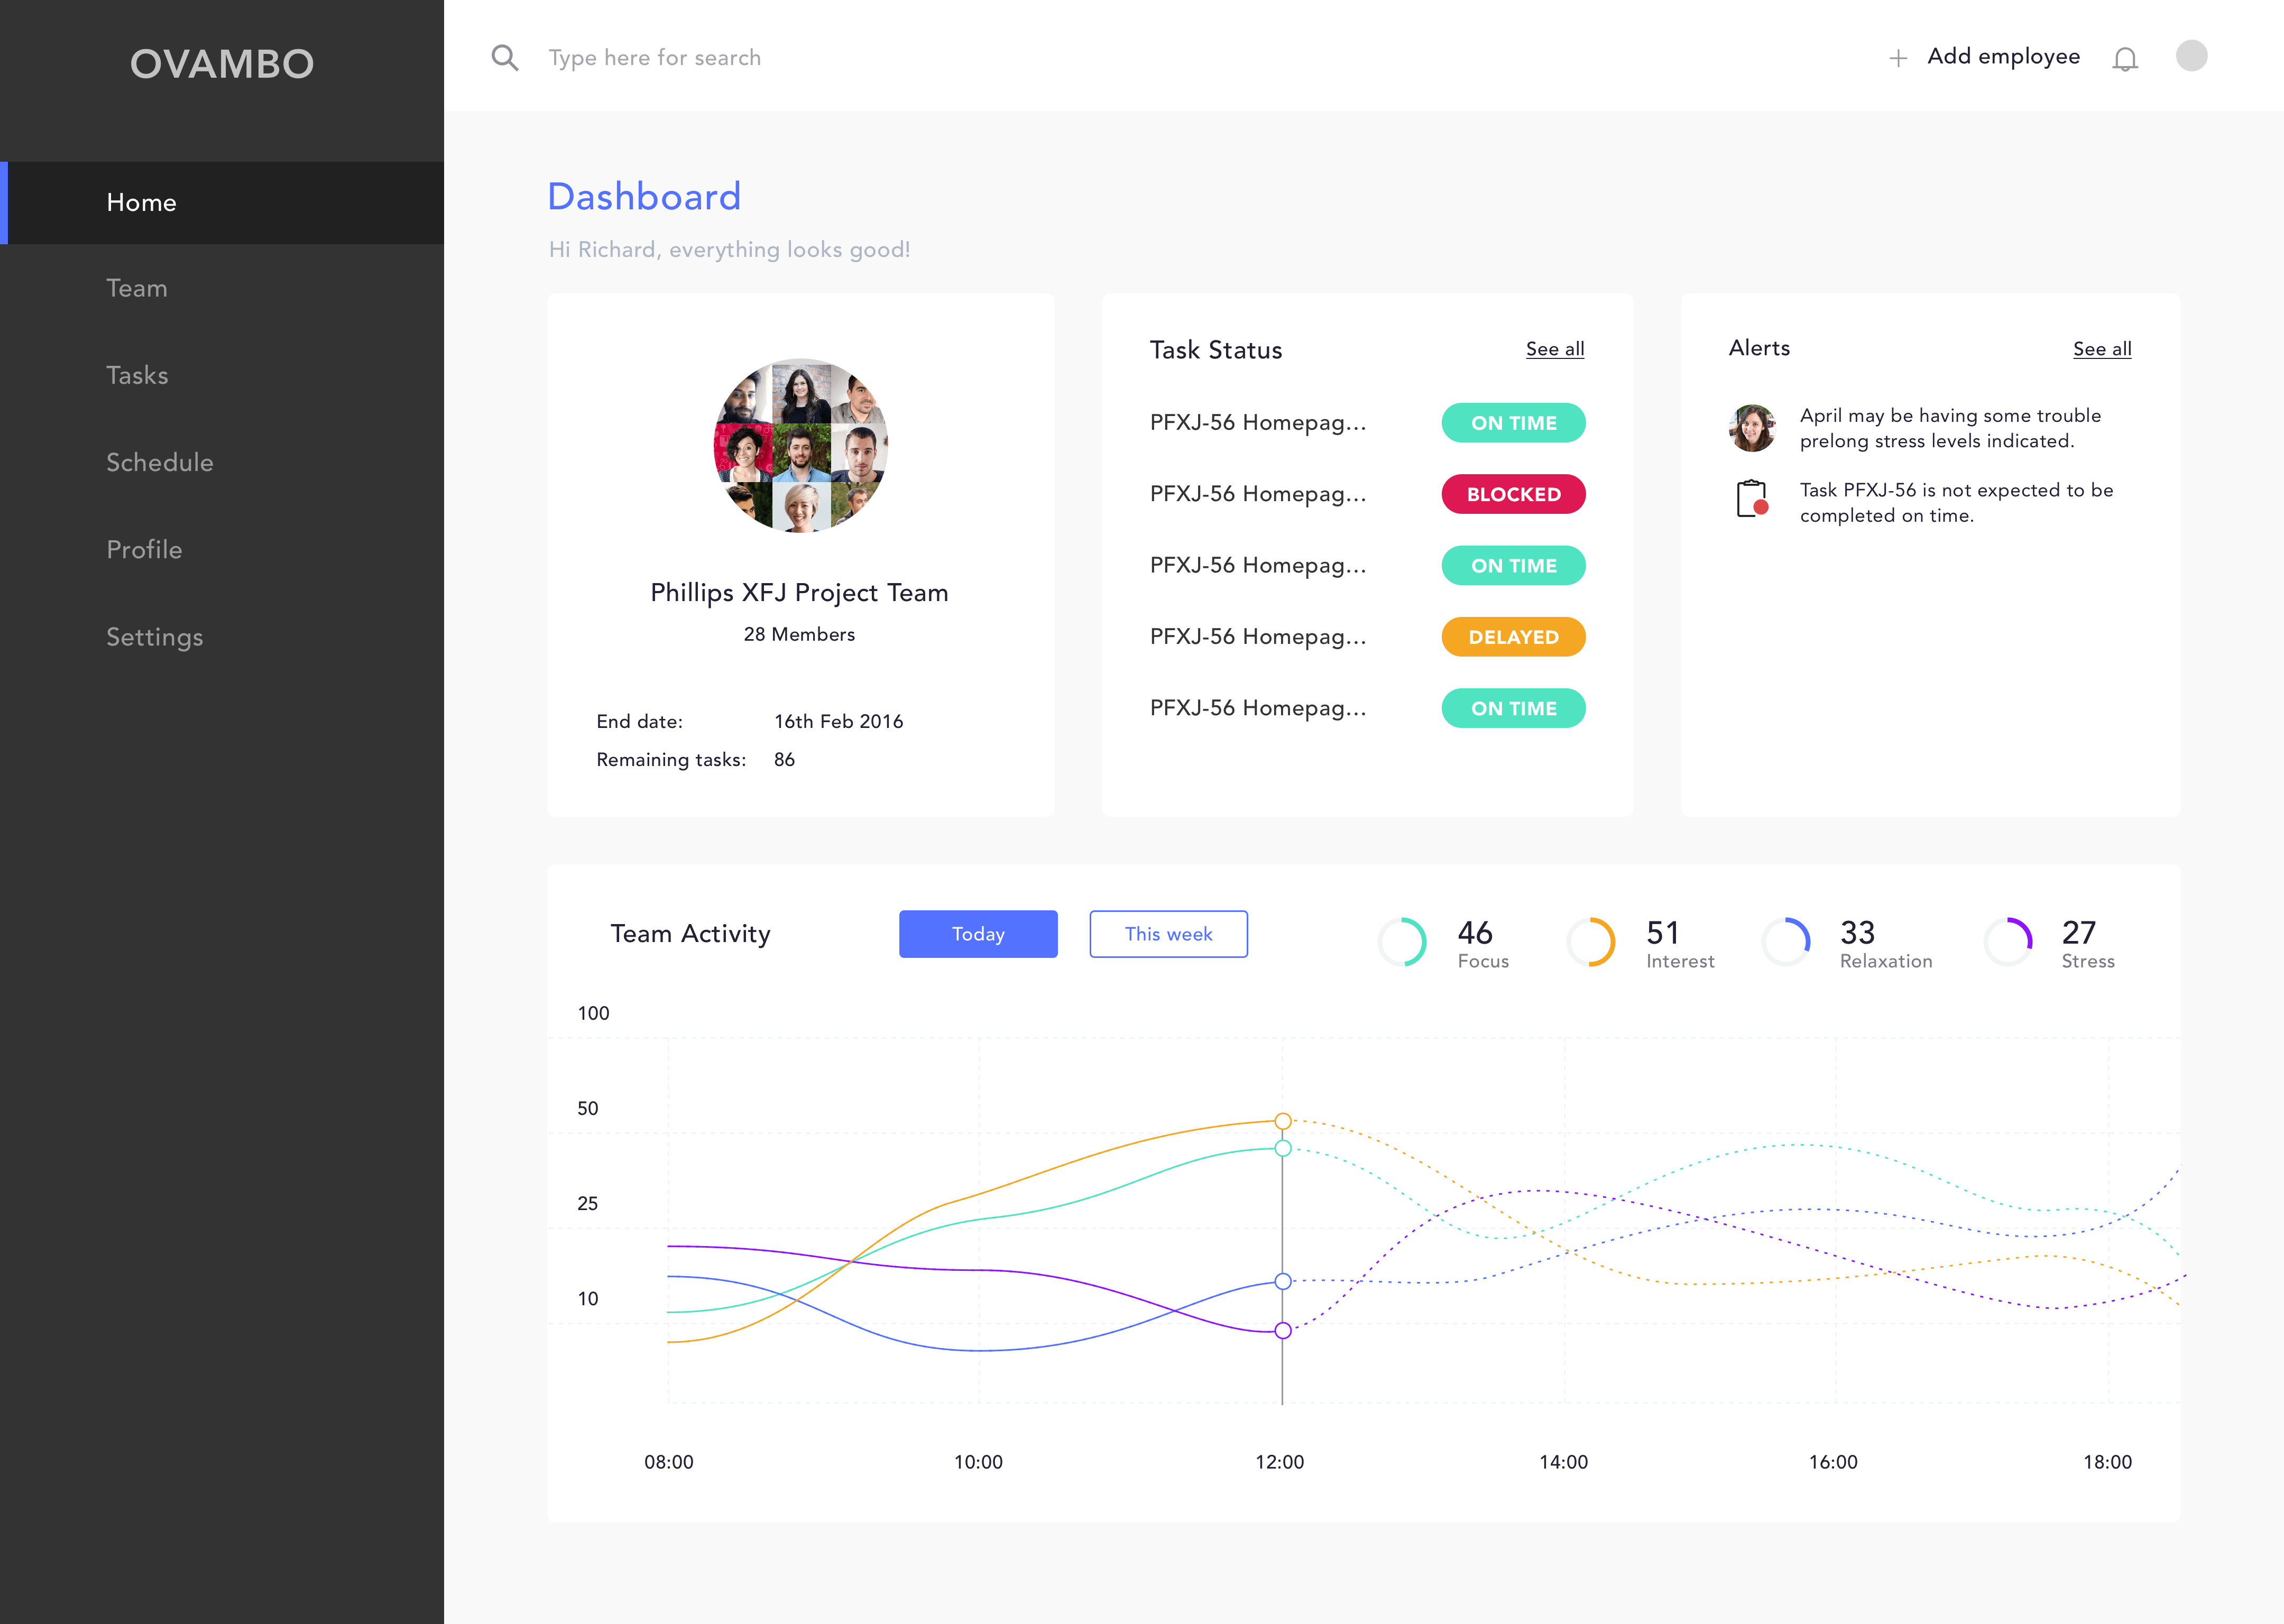 OVAMBO
Home
Team
Tasks
Schedule
Profile
Settings
Type here for search
Add employee
Dashboard
Hi Richard, everything looks good!
Phillips XFJ Project Team
28 Members
End date: 16th Feb 2016
Remaining tasks: 86
Task Status See all
PFXJ-56 Homepag... ON TIME
PFXJ-56 Homepag... BLOCKED
PFXJ-56 Homepag... ON TIME
PFXJ-56 Homepag... DELAYED
PFXJ-56 Homepag... ON TIME
Alerts See all
April may be having some trouble
prelong stress levels indicated.
Task PFXJ-56 is not expected to be
completed on time.
Team Activity
Today
This week
46
Focus
51
Interest
33
Relaxation
27
Stress
100
50
25
10
08:00 10:00 12:00 14:00 16:00 18:00